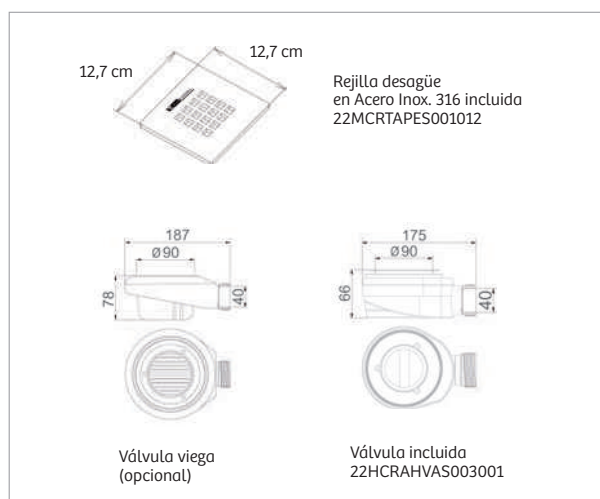 12,7 cm
12,7 cm
Rejilla desagüe
en Acero Inox. 316 incluida
22MCRTAPES001012
187
Ø90
78
40
175
Ø90
66
40
Válvula viega
(opcional)
Válvula incluida
22HCRAHVAS003001